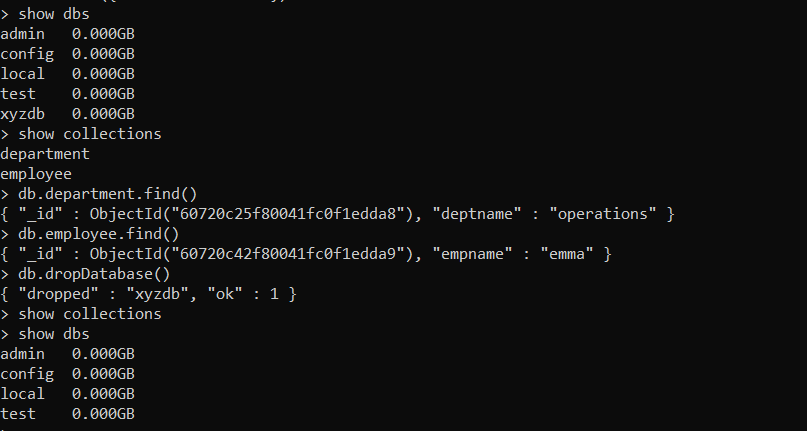 > show dbs
admin   0.000GB
config  0.000GB
local   0.000GB
test    0.000GB
xyzdb   0.000GB
> show collections
department
employee
> db.department.find()
{ "_id" : ObjectId("60720c25f80041fc0f1edda8"), "deptname" : "operations" }
> db.employee.find()
{ "_id" : ObjectId("60720c42f80041fc0f1edda9"), "empname" : "emma" }
> db.dropDatabase()
{ "dropped" : "xyzdb", "ok" : 1 }
> show collections
> show dbs
admin   0.000GB
config  0.000GB
local   0.000GB
test    0.000GB